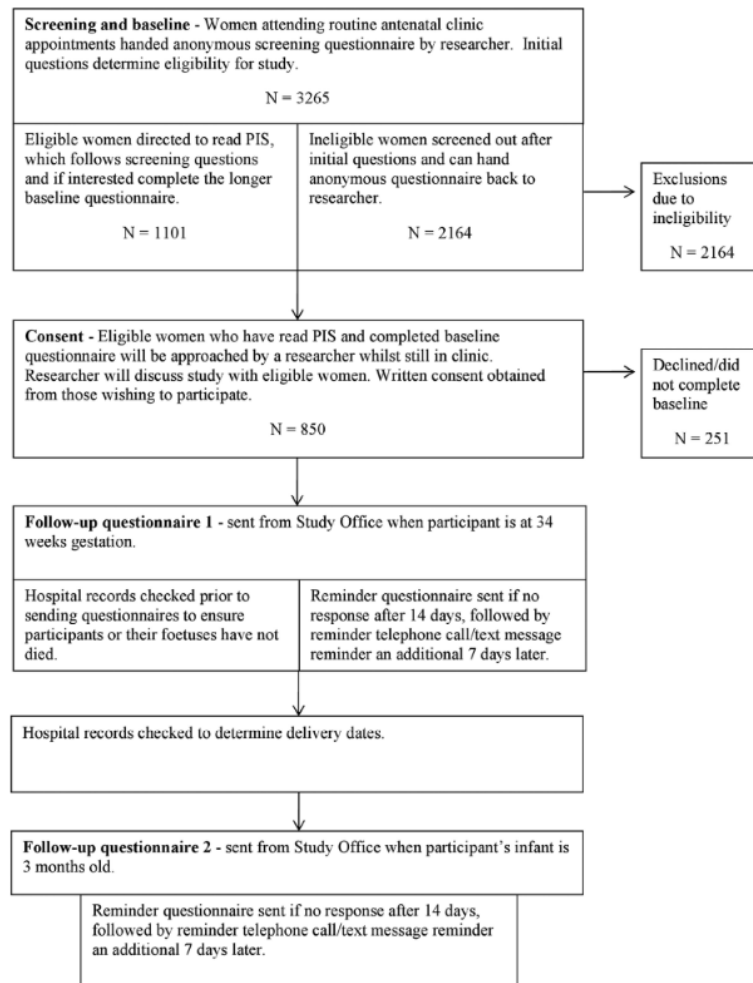 Screening and baseline - Women attending routine antenatal clinic
appointments handed anonymous screening questionnaire by researcher.  Initial
questions determine eligibility for study.
N = 3265
Eligible women directed to read PIS,
which follows screening questions
and if interested complete the longer
baseline questionnaire.
N = 1101
Ineligible women screened out after
initial questions and can hand
anonymous questionnaire back to
researcher.
N = 2164
Exclusions
due to
ineligibility
N = 2164
Consent - Eligible women who have read PIS and completed baseline
questionnaire will be approached by a researcher whilst still in clinic.
Researcher will discuss study with eligible women. Written consent obtained
from those wishing to participate.
N = 850
Declined/did
not complete
baseline
N = 251
Follow-up questionnaire 1 - sent from Study Office when participant is at 34
weeks gestation.
Hospital records checked prior to
sending questionnaires to ensure
participants or their foetuses have not
died.
Reminder questionnaire sent if no
response after 14 days, followed by
reminder telephone call/text message
reminder an additional 7 days later.
Hospital records checked to determine delivery dates.
Follow-up questionnaire 2 - sent from Study Office when participant's infant is
3 months old.
Reminder questionnaire sent if no response after 14 days,
followed by reminder telephone call/text message reminder
an additional 7 days later.